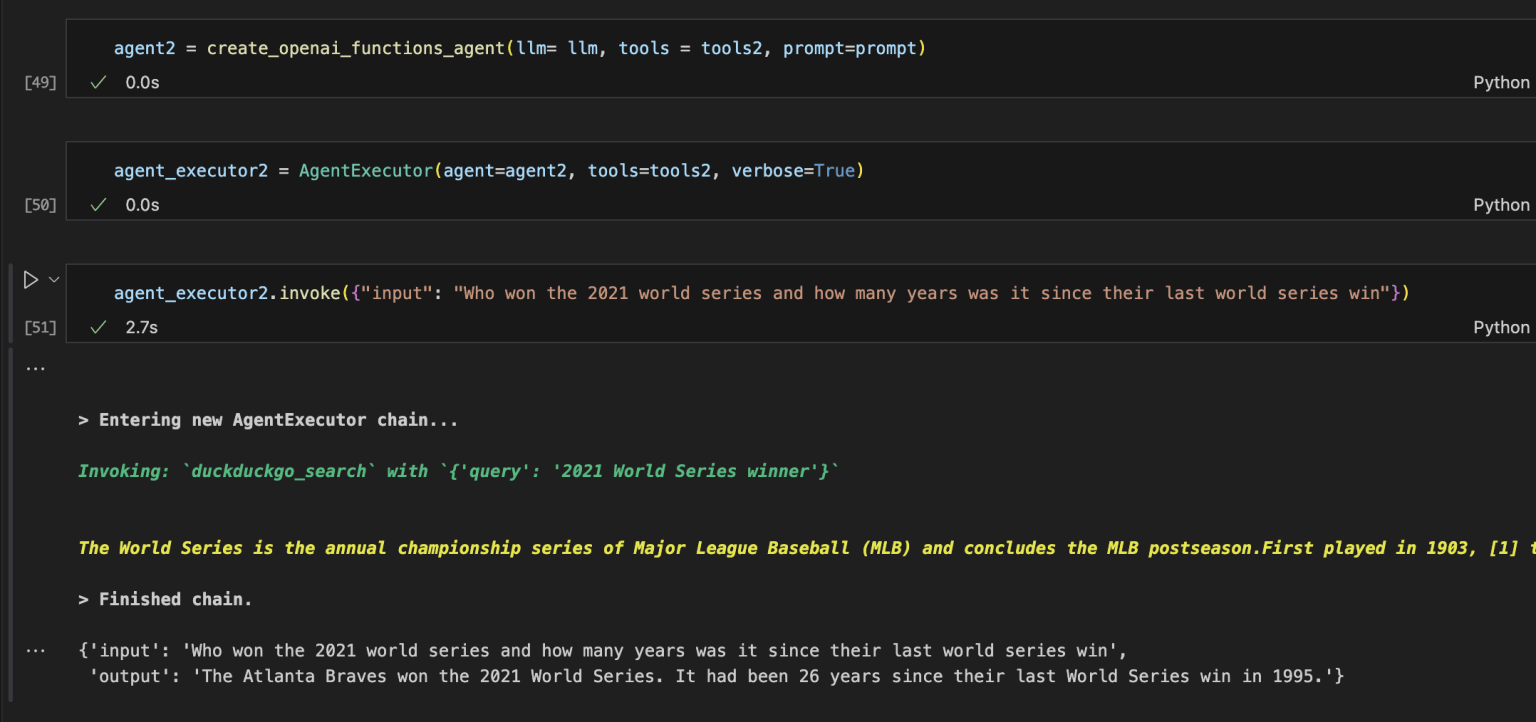 agent2 = create_openai_functions_agent(llm= llm, tools = tools2, prompt=prompt)
[49] 0.0s Python
agent_executor2 = AgentExecutor(agent=agent2, tools=tools2, verbose=True)
[50] 0.0s Python
agent_executor2.invoke({"input": "Who won the 2021 world series and how many years was it since their last world series win"})
[51] 2.7s Python
...
> Entering new AgentExecutor chain...
Invoking: `duckduckgo_search` with `{'query': '2021 World Series winner'}`
The World Series is the annual championship series of Major League Baseball (MLB) and concludes the MLB postseason.First played in 1903, [1]
> Finished chain.
... {'input': 'Who won the 2021 world series and how many years was it since their last world series win',
'output': 'The Atlanta Braves won the 2021 World Series. It had been 26 years since their last World Series win in 1995.'}